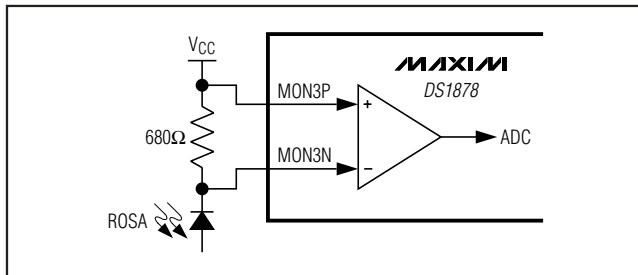 VCC
MAXIM
DS1878
MON3P
+
ADC
680Ω
MON3N
−
ROSA